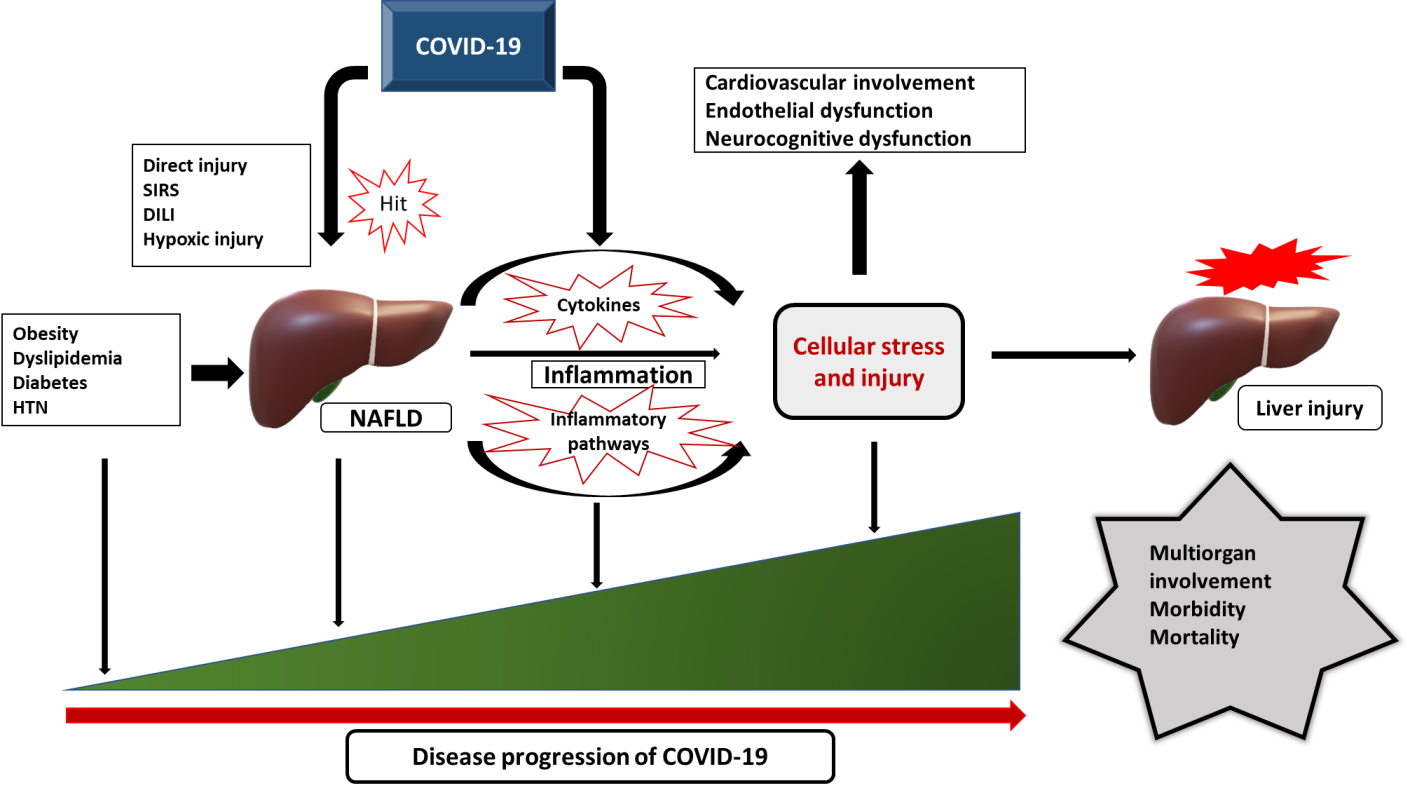 COVID-19
Cardiovascular involvement
Endothelial dysfunction
Neurocognitive dysfunction
Direct injury
SIRS
DILI
Hypoxic injury
Hit
Obesity
Dyslipidemia
Diabetes
HTN
NAFLD
Cytokines
Inflammation
Inflammatory
pathways
Cellular stress
and injury
Liver injury
Multiorgan
involvement
Morbidity
Mortality
Disease progression of COVID-19